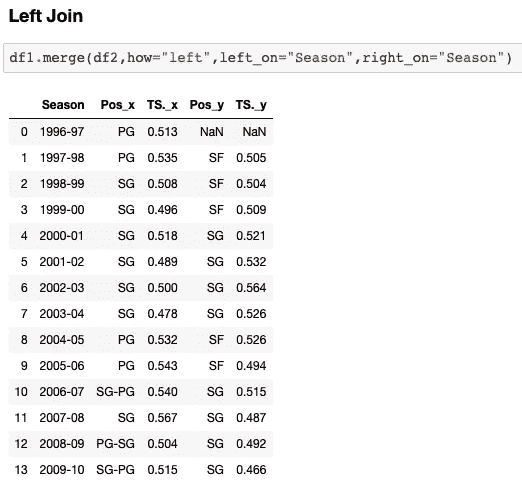 Left Join
df1.merge(df2,how="left",left_on="Season",right_on="Season")
Season Pos_x TS._x Pos_y TS._y
0 1996-97 PG 0.513 NaN NaN
1 1997-98 PG 0.535 SF 0.505
2 1998-99 SG 0.508 SF 0.504
3 1999-00 SG 0.496 SF 0.509
4 2000-01 SG 0.518 SG 0.521
5 2001-02 SG 0.489 SG 0.532
6 2002-03 SG 0.500 SG 0.564
7 2003-04 SG 0.478 SG 0.526
8 2004-05 PG 0.532 SF 0.526
9 2005-06 PG 0.543 SF 0.494
10 2006-07 SG-PG 0.540 SG 0.515
11 2007-08 SG 0.567 SG 0.487
12 2008-09 PG-SG 0.504 SG 0.492
13 2009-10 SG-PG 0.515 SG 0.466